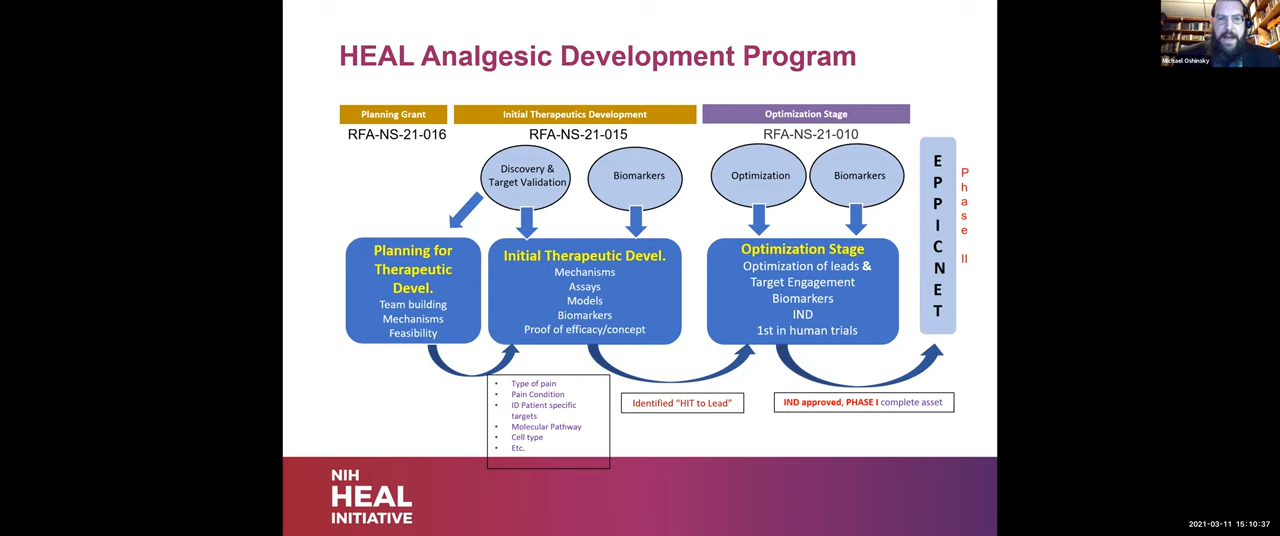 HEAL Analgesic Development Program
Michael Oshinsky
Planning Grant
Initial Therapeutics Development
Optimization Stage
RFA-NS-21-016
RFA-NS-21-015
RFA-NS-21-010
Discovery &
Target Validation
Biomarkers
Optimization
Biomarkers
EPPICNET
Phase II
Planning for
Therapeutic
Devel.
Team building
Mechanisms
Feasibility
Initial Therapeutic Devel.
Mechanisms
Assays
Models
Biomarkers
Proof of efficacy/concept
Optimization Stage
Optimization of leads &
Target Engagement
Biomarkers
IND
1st in human trials
• Type of pain
• Pain Condition
• ID Patient specific
targets
• Molecular Pathway
• Cell type
• Etc.
Identified “HIT to Lead”
IND approved, PHASE I complete asset
NIH
HEAL
INITIATIVE
2021-03-11 15:10:37